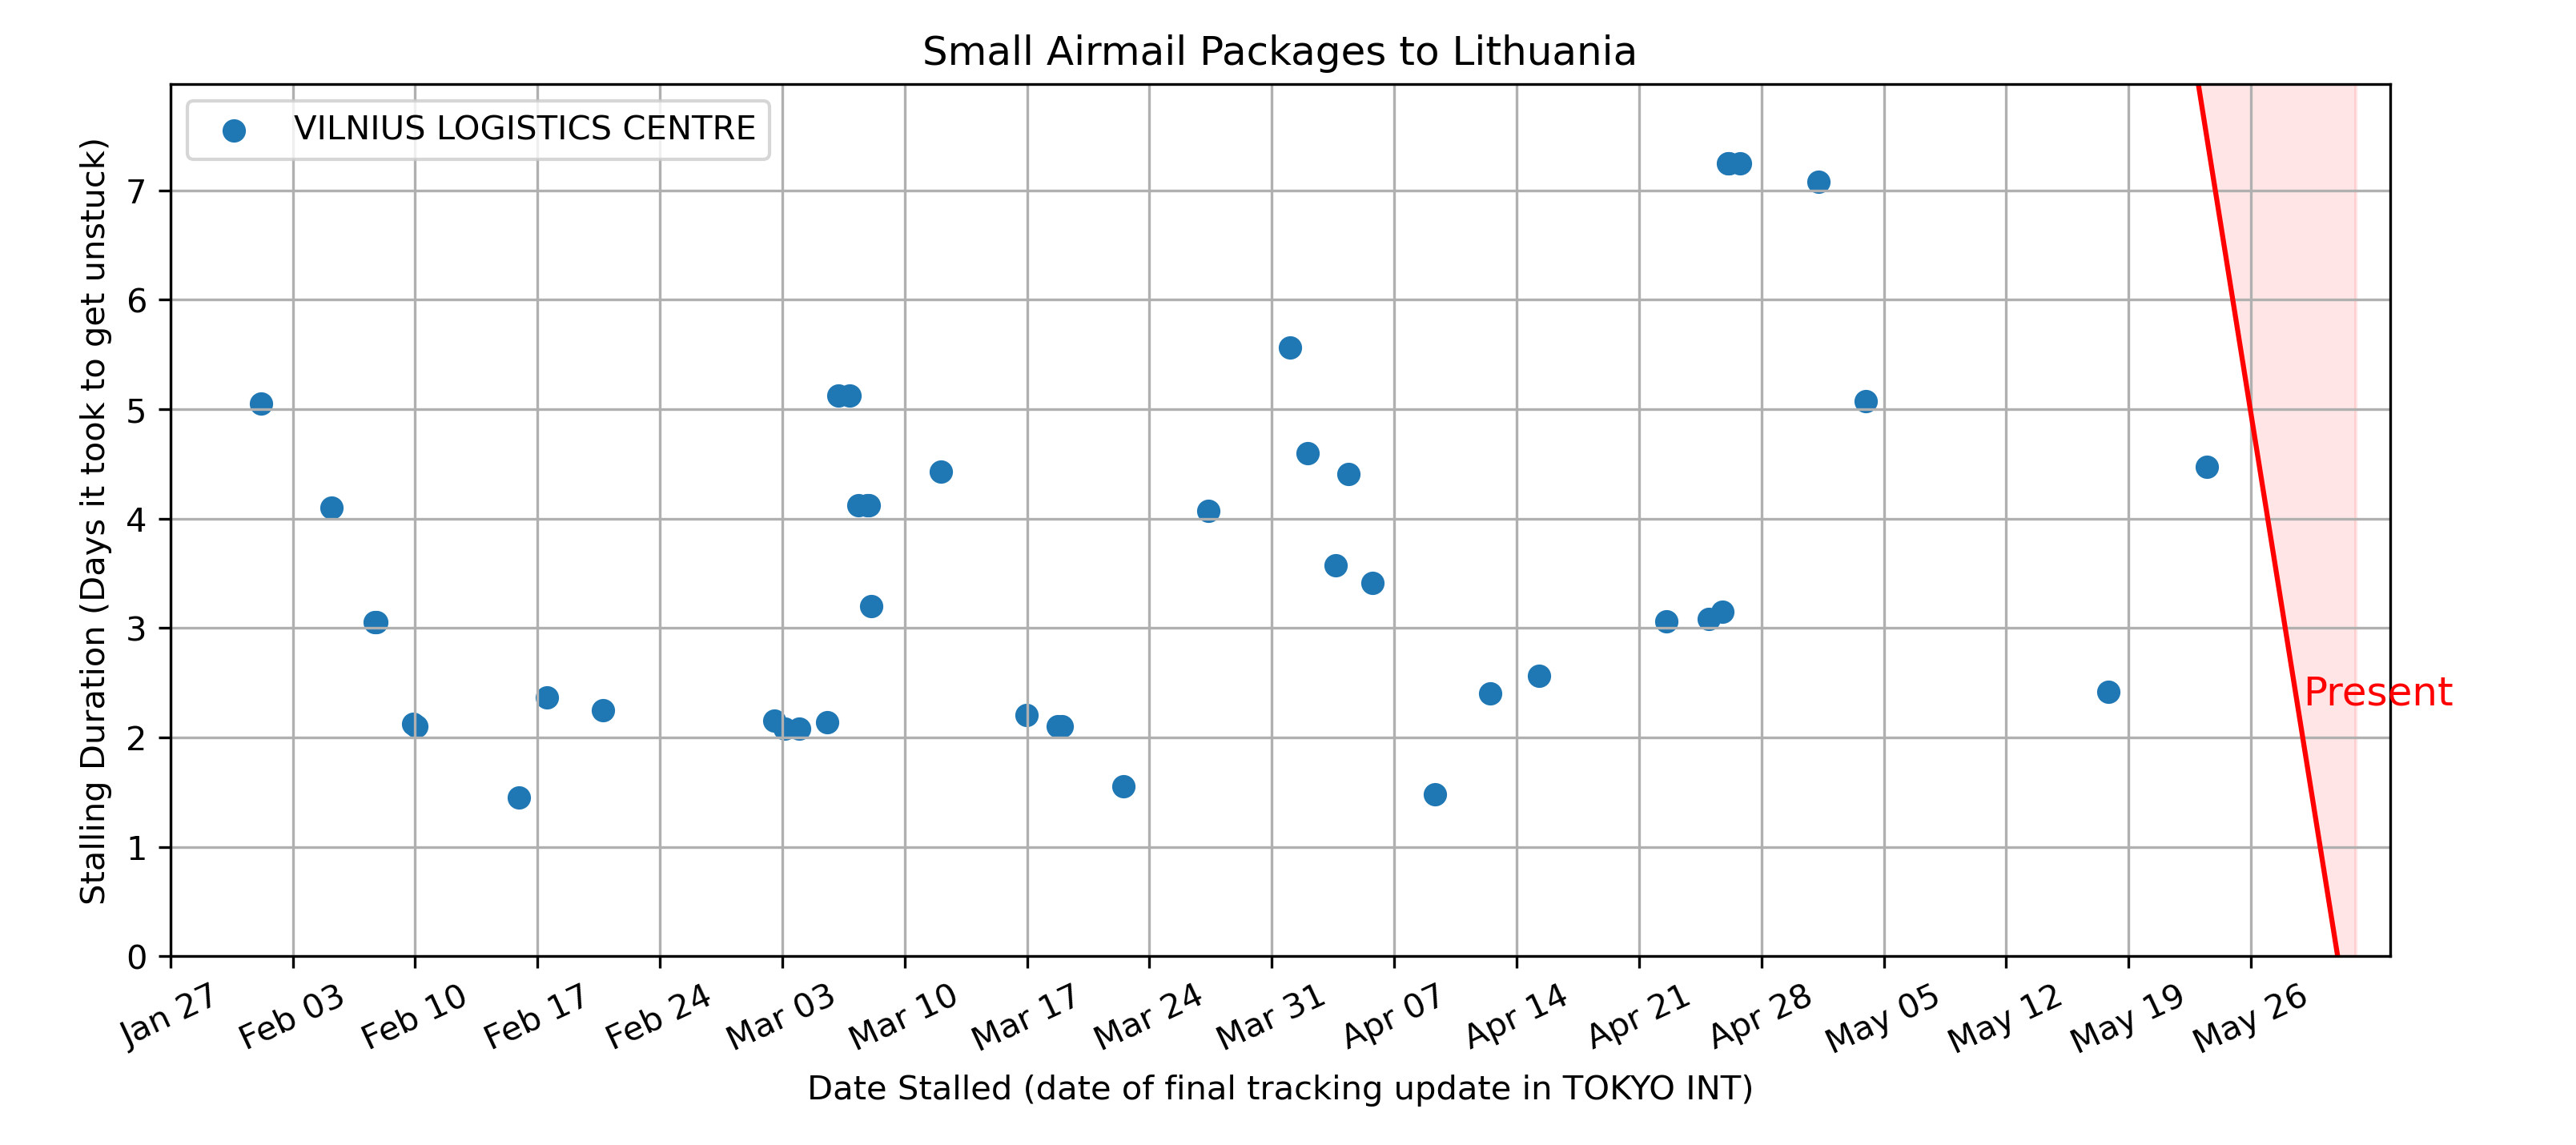 Small Airmail Packages to Lithuania
VILNIUS LOGISTICS CENTRE
Stalling Duration (Days it took to get unstuck)
7
6
5
4
3
2
1
0
Present
Jan 27
Feb 03
Feb 10
Feb 17
Feb 24
Mar 03
Mar 10
Mar 17
Mar 24
Mar 31
Apr 07
Apr 14
Apr 21
Apr 28
May 05
May 12
May 19
May 26
Date Stalled (date of final tracking update in TOKYO INT)